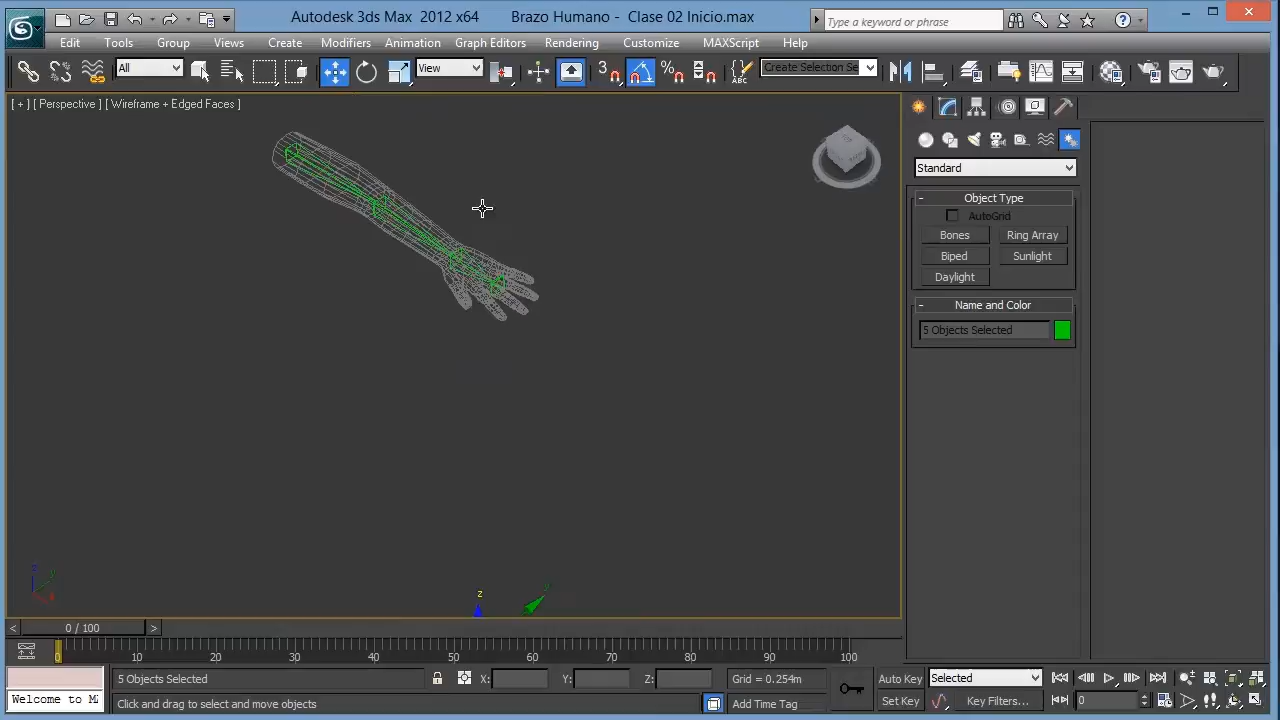 Autodesk 3ds Max 2012 x64 Brazo Humano - Clase 02 Inicio.max
Type a keyword or phrase
Edit Tools Group Views Create Modifiers Animation Graph Editors Rendering Customize MAXScript Help
All
View
3
ABC
Create Selection Se
[ + ] [ Perspective ] [ Wireframe + Edged Faces ]
Standard
- Object Type
AutoGrid
Bones Ring Array
Biped Sunlight
Daylight
- Name and Color
5 Objects Selected
z
< 0 / 100 >
0 10 20 30 40 50 60 70 80 90 100
5 Objects Selected X: Y: Z: Grid = 0.254m Auto Key Selected
Welcome to M
Click and drag to select and move objects Add Time Tag Set Key Key Filters... 0